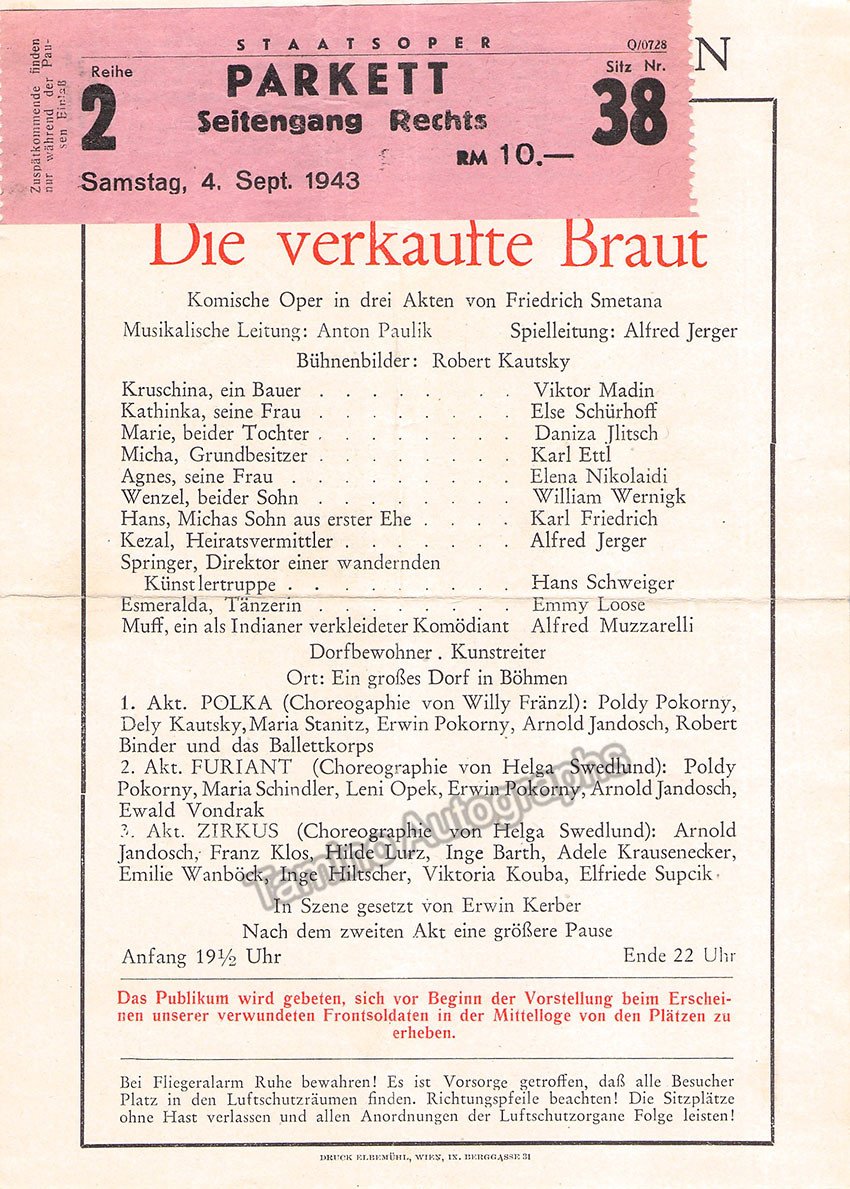 STAATSOPER
Q/0728
Zuspätkommende finden
nur während der Pau-
sen Einlaß
Reihe
2
PARKETT
Seitengang Rechts
RM 10.—
Sitz Nr.
38
Samstag, 4. Sept. 1943
N
Die verkaufte Braut
Komische Oper in drei Akten von Friedrich Smetana
Musikalische Leitung: Anton Paulik Spielleitung: Alfred Jerger
Bühnenbilder: Robert Kautsky
Kruschina, ein Bauer . . . . . . . . Viktor Madin
Kathinka, seine Frau . . . . . . . . Else Schürhoff
Marie, beider Tochter . . . . . . . . Daniza Jlitsch
Micha, Grundbesitzer . . . . . . . . Karl Ettl
Agnes, seine Frau . . . . . . . . . Elena Nikolaidi
Wenzel, beider Sohn . . . . . . . . William Wernigk
Hans, Michas Sohn aus erster Ehe . . . . Karl Friedrich
Kezal, Heiratsvermittler . . . . . . . Alfred Jerger
Springer, Direktor einer wandernden
Künstlertruppe . . . . . . . . . Hans Schweiger
Esmeralda, Tänzerin . . . . . . . . Emmy Loose
Muff, ein als Indianer verkleideter Komödiant Alfred Muzzarelli
Dorfbewohner . Kunstreiter
Ort: Ein großes Dorf in Böhmen
1. Akt. POLKA (Choregaphie von Willy Fränzl): Poldy Pokorny,
Dely Kautsky, Maria Stanitz, Erwin Pokorny, Arnold Jandosch, Robert
Binder und das Ballettkorps
2. Akt. FURIANT (Choreographie von Helga Swedlund): Poldy
Pokorny, Maria Schindler, Leni Opek, Erwin Pokorny, Arnold Jandosch,
Ewald Vondrak
3. Akt. ZIRKUS (Choreographie von Helga Swedlund): Arnold
Jandosch, Franz Klos, Hilde Lurz, Inge Barth, Adele Krausenecker,
Emilie Wanböck, Inge Hiltscher, Viktoria Kouba, Elfriede Supcik
Tamino Autographs
In Szene gesetzt von Erwin Kerber
Nach dem zweiten Akt eine größere Pause
Anfang 19½ Uhr Ende 22 Uhr
Das Publikum wird gebeten, sich vor Beginn der Vorstellung beim Erschei-
nen unserer verwundeten Frontsoldaten in der Mittelloge von den Plätzen zu
erheben.
Bei Fliegeralarm Ruhe bewahren! Es ist Vorsorge getroffen, daß alle Besucher
Platz in den Luftschutzräumen finden. Richtungspfeile beachten! Die Sitzplätze
ohne Hast verlassen und allen Anordnungen der Luftschutzorgane Folge leisten!
DRUCK ELBEMÜHL, WIEN, IX. BERGGASSE 31